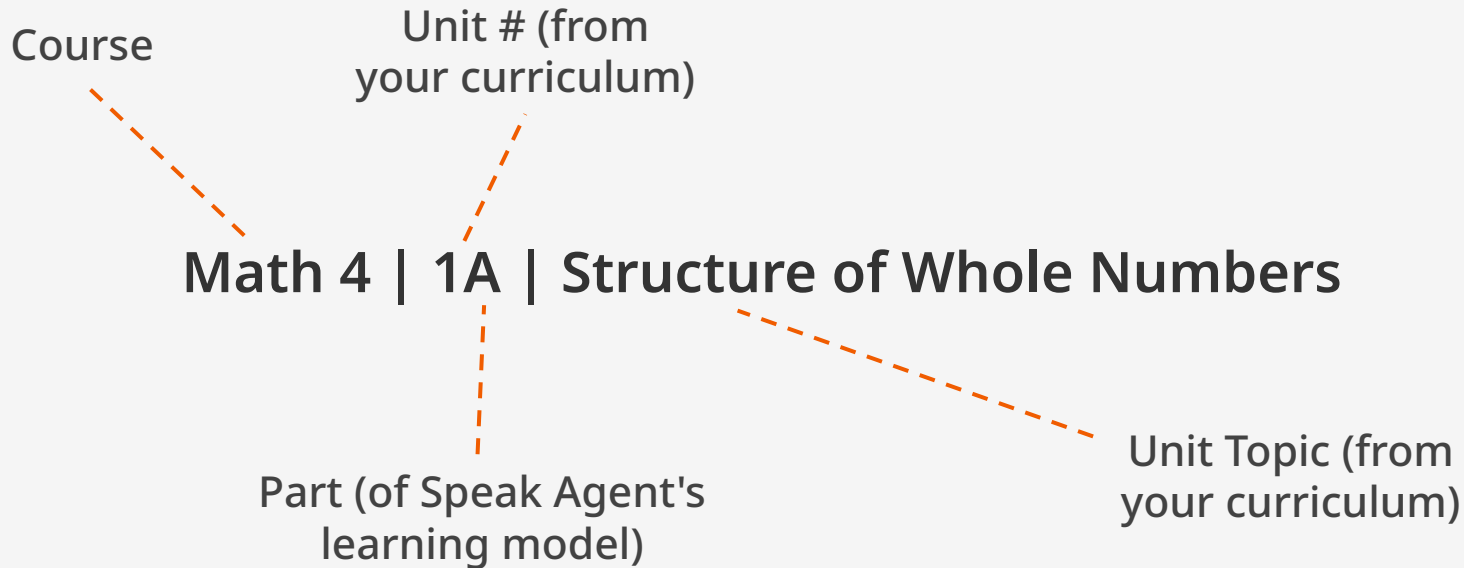 Course
Unit # (from
your curriculum)
Math 4 | 1A | Structure of Whole Numbers
Part (of Speak Agent's
learning model)
Unit Topic (from
your curriculum)